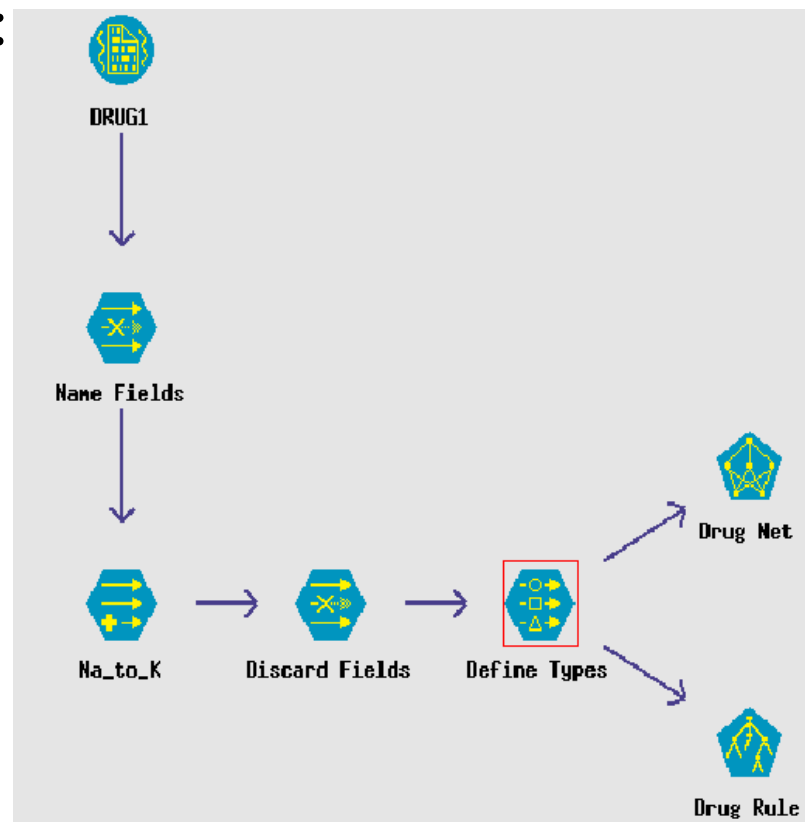 :
DRUG1
Name Fields
Drug Net
Na_to_K
Discard Fields
Define Types
Drug Rule